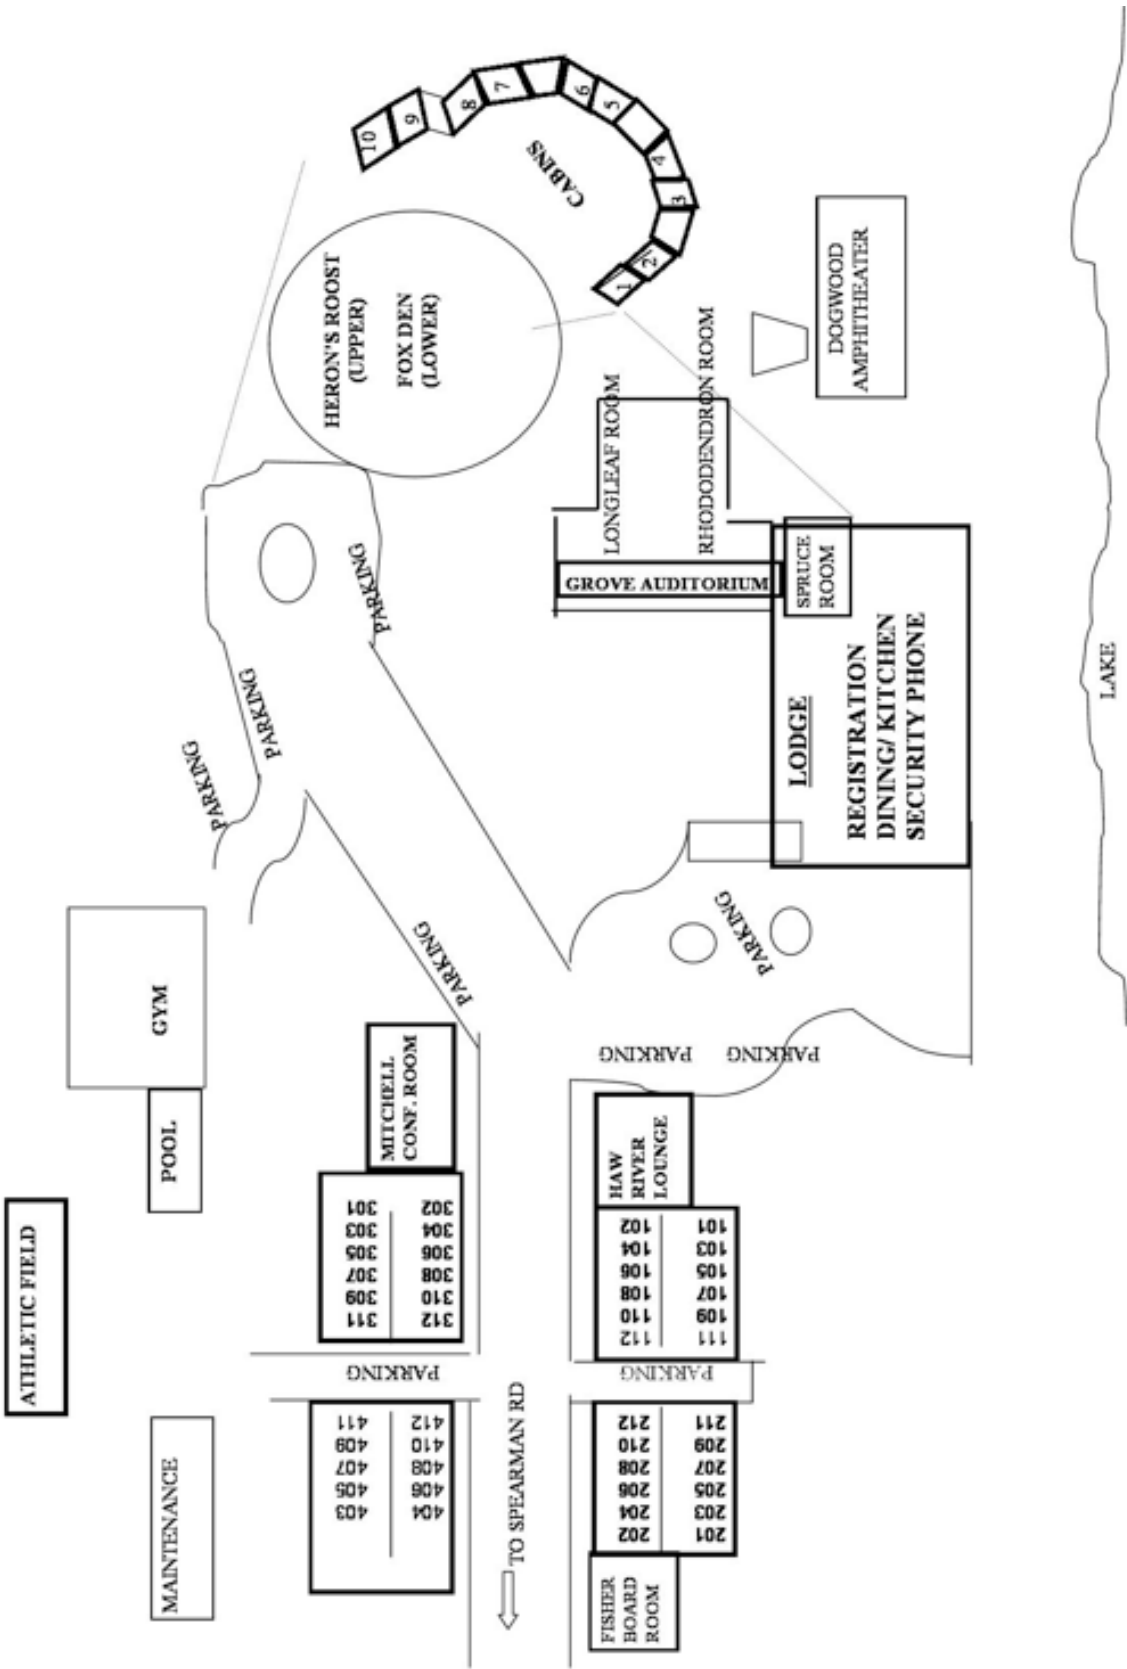 ATHLETIC FIELD
GYM
POOL
MAINTENANCE
PARKING
PARKING
PARKING
PARKING
HERON'S ROOST
(UPPER)
FOX DEN
(LOWER)
CABINS
10
9
8
7
6
5
4
3
2
1
MITCHELL
CONF. ROOM
301 302
303 304
305 306
307 308
309 310
311 312
PARKING
411 412
409 410
407 408
405 406
403 404
TO SPEARMAN RD
LONGLEAF ROOM
RHODODENDRON ROOM
GROVE AUDITORIUM
SPRUCE
ROOM
DOGWOOD
AMPHITHEATER
LODGE
REGISTRATION
DINING/ KITCHEN
SECURITY PHONE
LAKE
PARKING
PARKING
PARKING
HAW
RIVER
LOUNGE
102 101
104 103
106 105
108 107
110 109
112 111
PARKING
212 211
210 209
208 207
206 205
204 203
202 201
FISHER
BOARD
ROOM